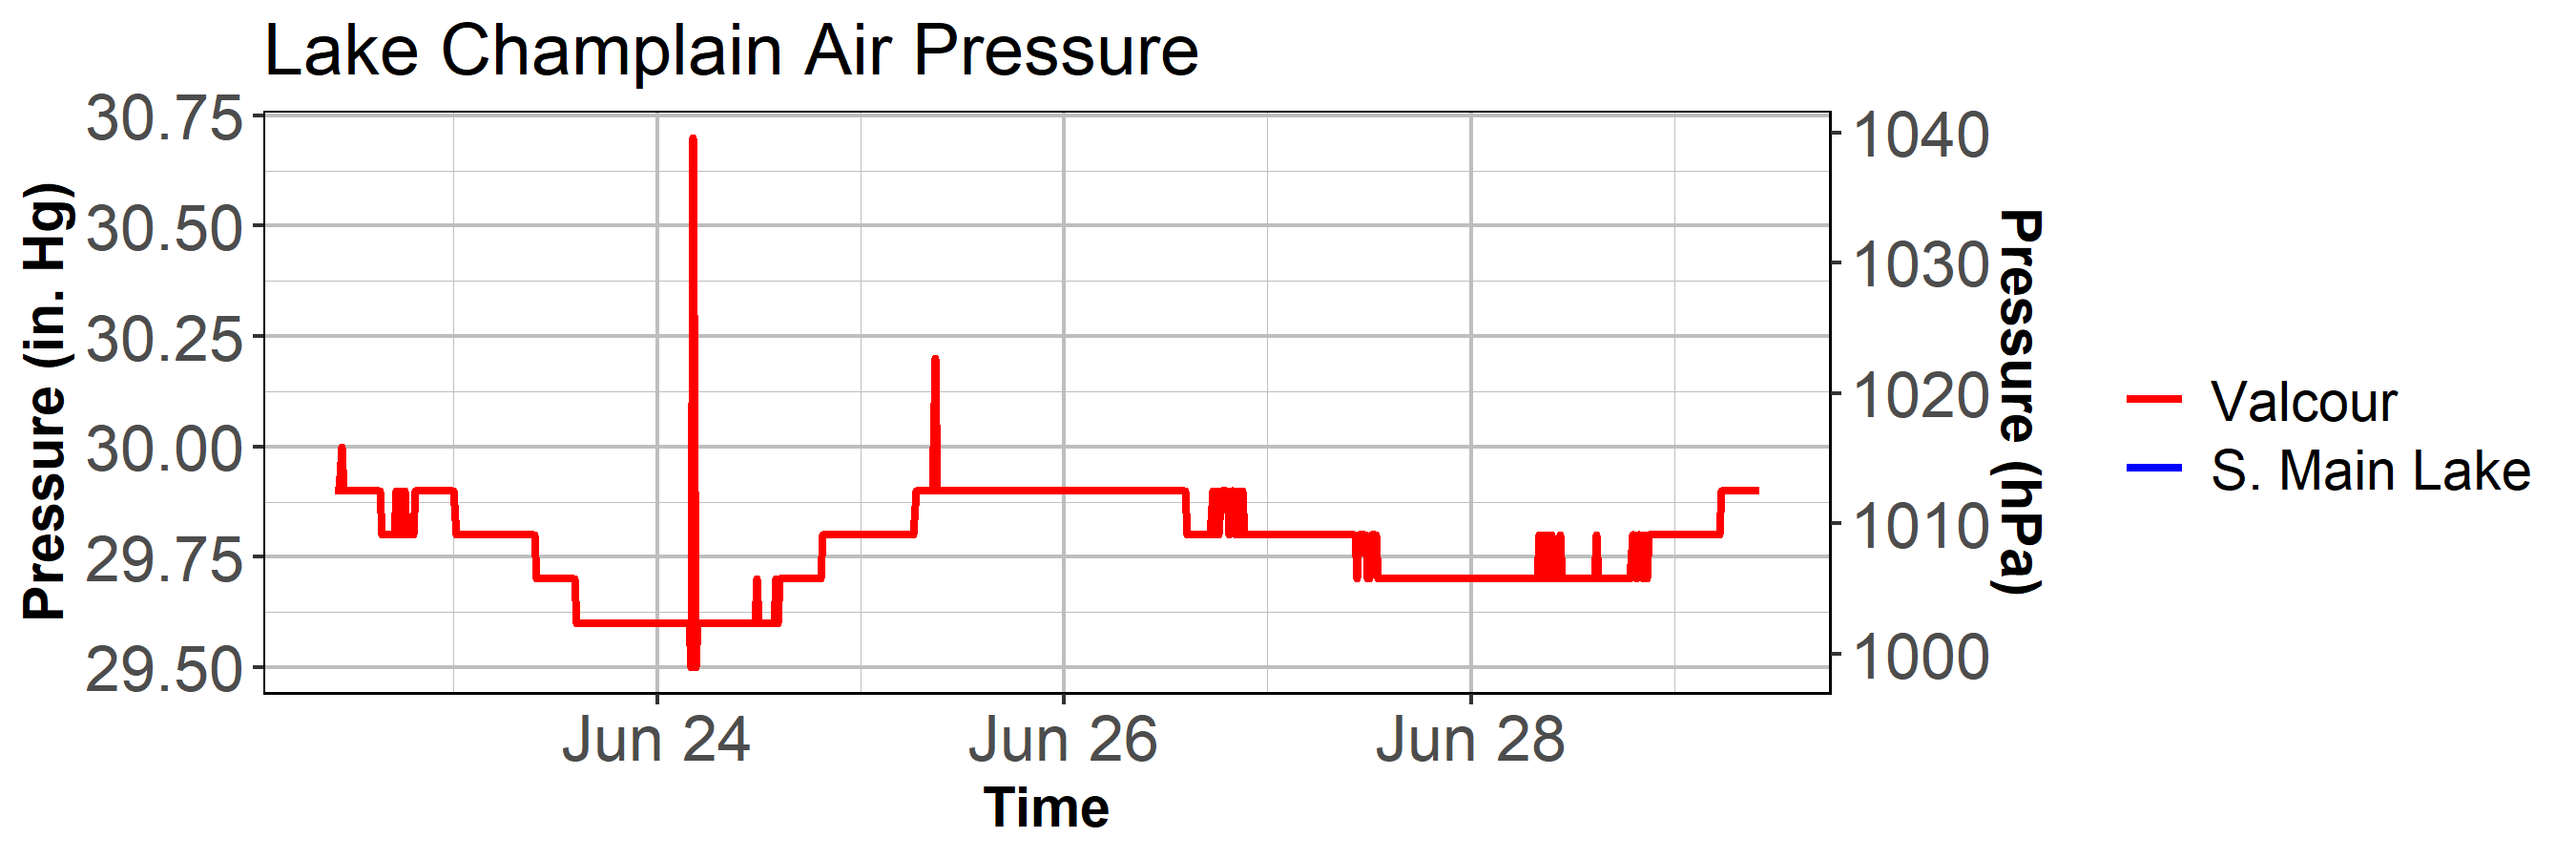 Lake Champlain Air Pressure
Pressure (in. Hg)
30.75
30.50
30.25
30.00
29.75
29.50
1040
1030
1020
1010
1000
Pressure (hPa)
Valcour
S. Main Lake
Jun 24 Jun 26 Jun 28
Time